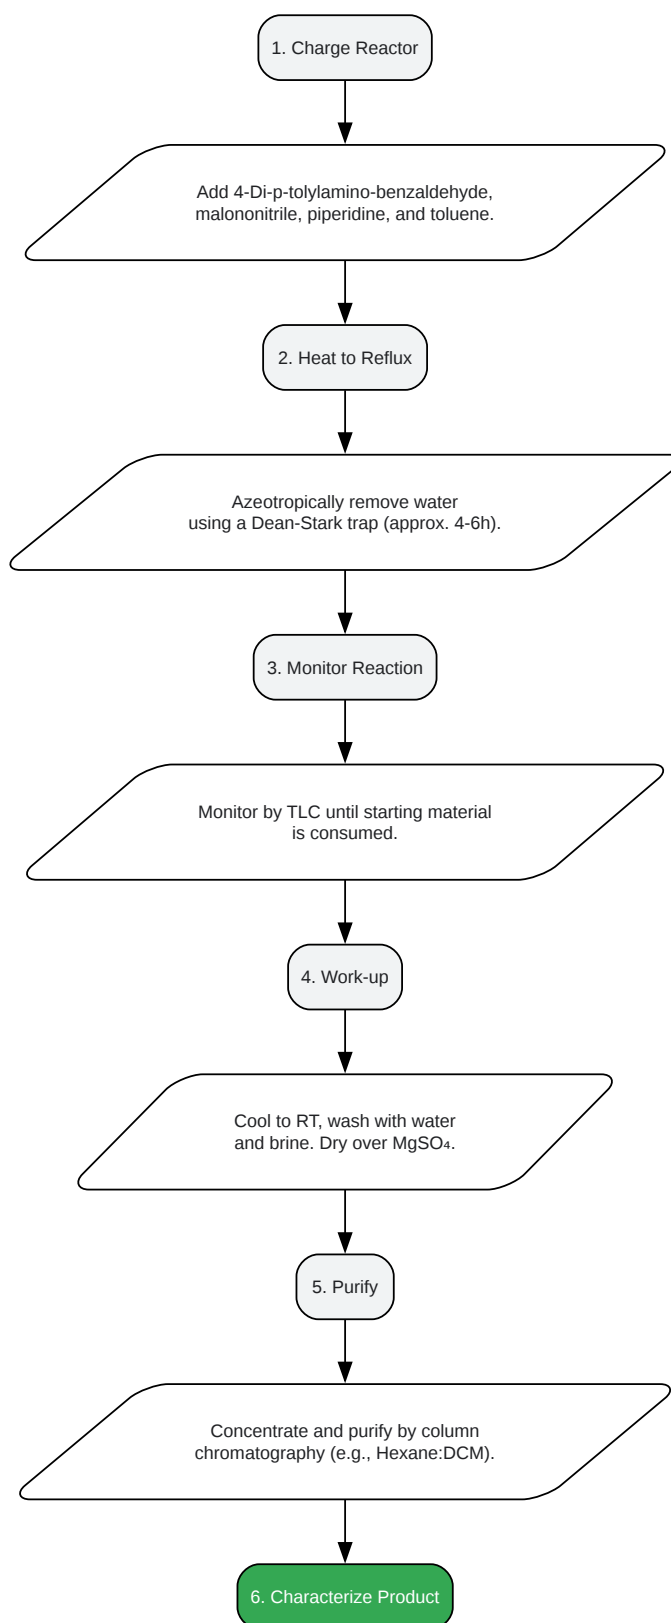 1. Charge Reactor
Add 4-Di-p-tolylamino-benzaldehyde,
malononitrile, piperidine, and toluene.
2. Heat to Reflux
Azeotropically remove water
using a Dean-Stark trap (approx. 4-6h).
3. Monitor Reaction
Monitor by TLC until starting material
is consumed.
4. Work-up
Cool to RT, wash with water
and brine. Dry over MgSO₄.
5. Purify
Concentrate and purify by column
chromatography (e.g., Hexane:DCM).
6. Characterize Product